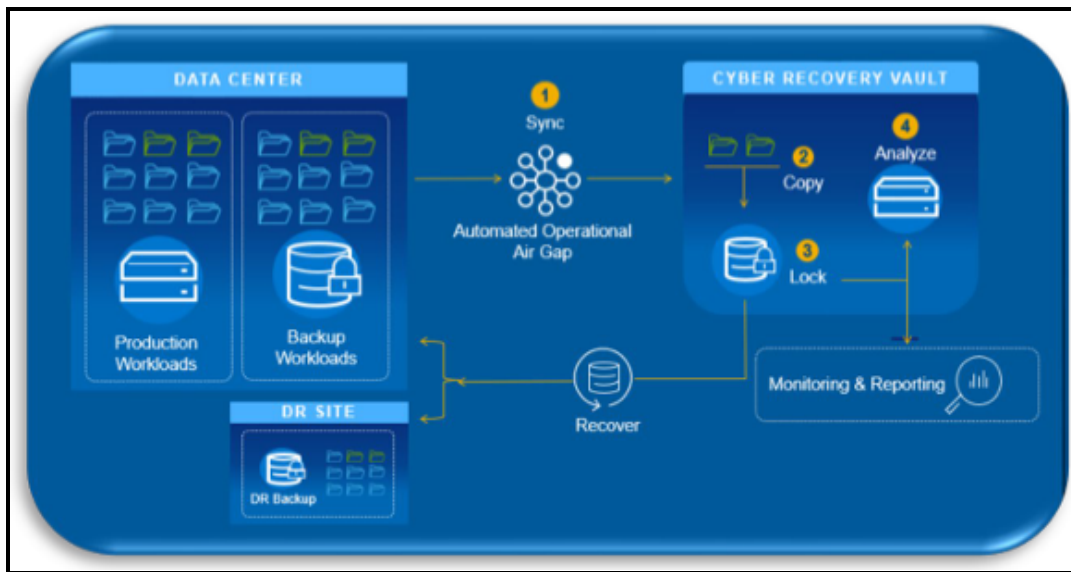 DATA CENTER
Production
Workloads
Backup
Workloads
1
Sync
Automated Operational
Air Gap
CYBER RECOVERY VAULT
2
Copy
3
Lock
4
Analyze
Monitoring & Reporting
Recover
DR SITE
DR Backup